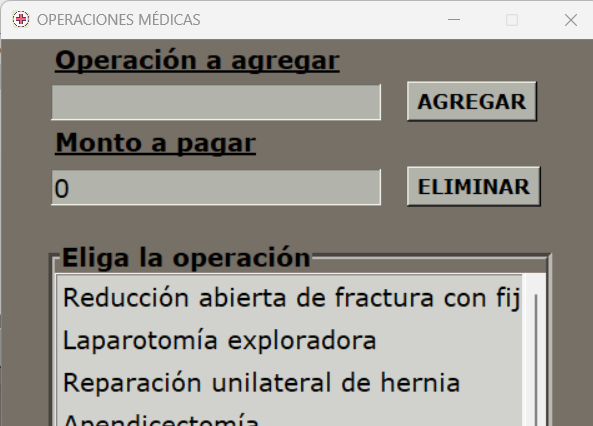 OPERACIONES MÉDICAS
Operación a agregar
AGREGAR
Monto a pagar
0
ELIMINAR
Eliga la operación
Reducción abierta de fractura con fij
Laparotomía exploradora
Reparación unilateral de hernia
Apendicectomía